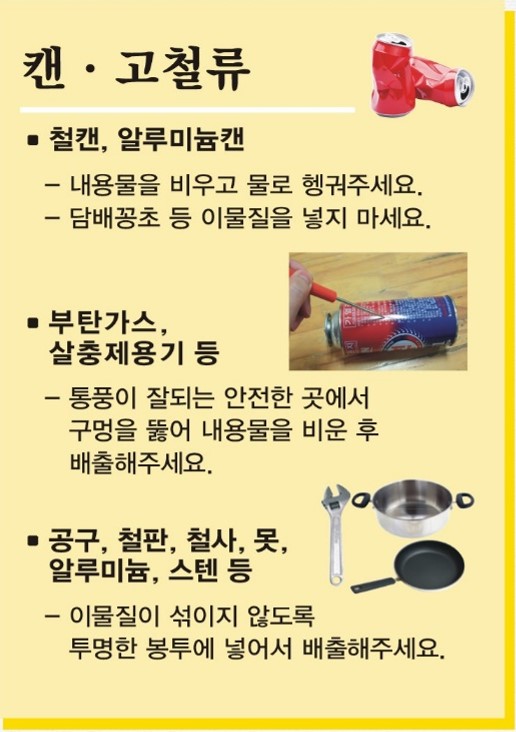 캔 · 고철류
▪ 철캔, 알루미늄캔
– 내용물을 비우고 물로 헹궈주세요.
– 담배꽁초 등 이물질을 넣지 마세요.
▪ 부탄가스,
살충제용기 등
– 통풍이 잘되는 안전한 곳에서
구멍을 뚫어 내용물을 비운 후
배출해주세요.
▪ 공구, 철판, 철사, 못,
알루미늄, 스텐 등
– 이물질이 섞이지 않도록
투명한 봉투에 넣어서 배출해주세요.